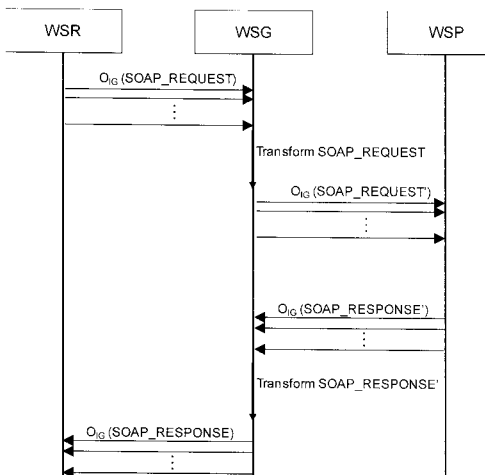 WSR WSG WSP
O_IG (SOAP_REQUEST)
⋮
Transform SOAP_REQUEST
O_IG (SOAP_REQUEST')
⋮
O_IG (SOAP_RESPONSE')
⋮
Transform SOAP_RESPONSE'
O_IG (SOAP_RESPONSE)
⋮